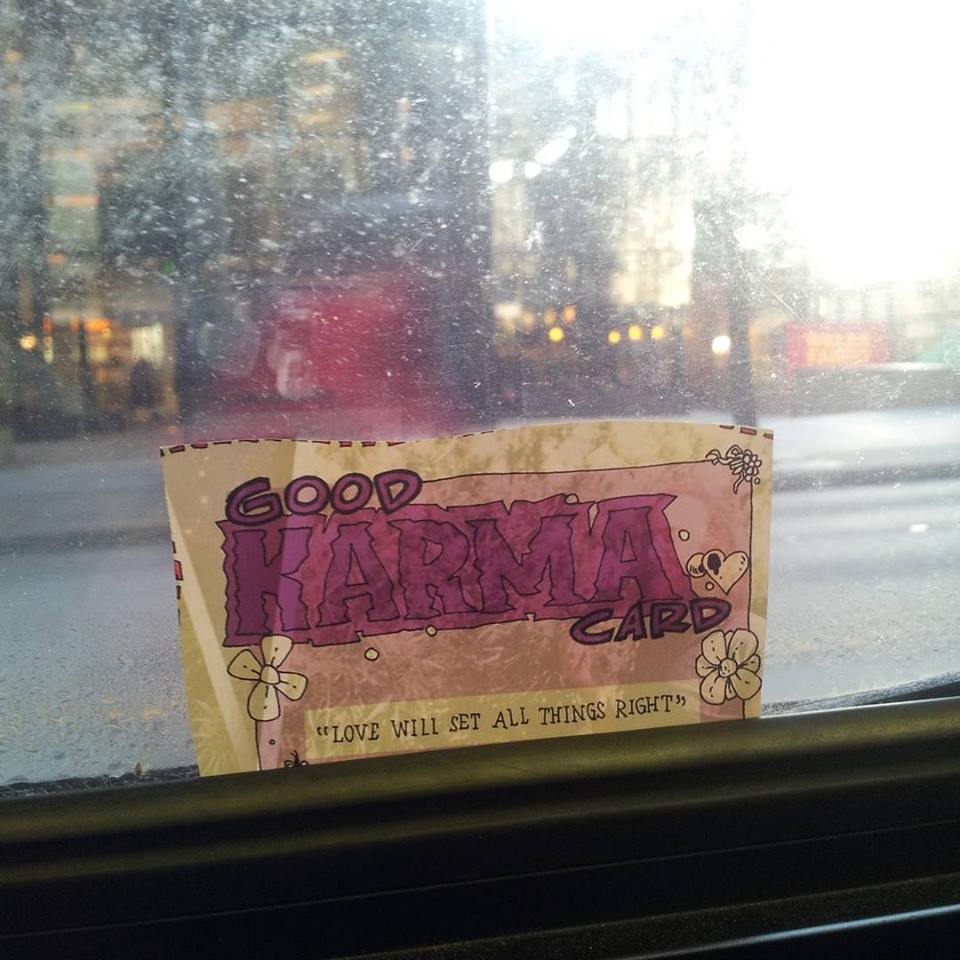 GOOD
KARMA
CARD
“LOVE WILL SET ALL THINGS RIGHT”